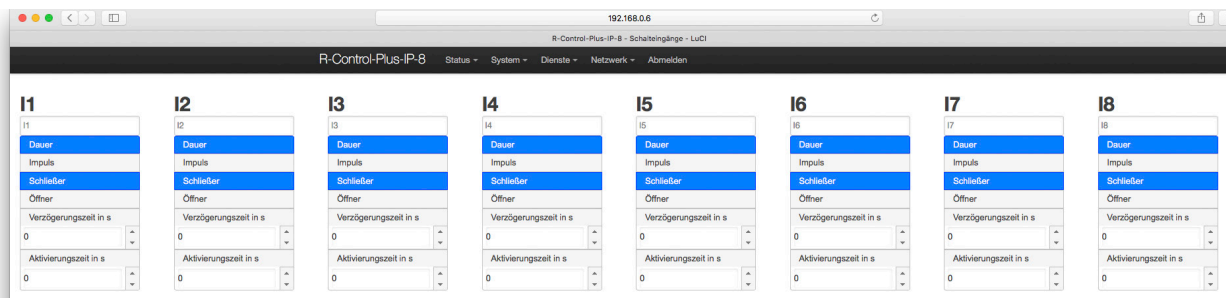 192.168.0.6
R-Control-Plus-IP-8 - Schalteingänge - LuCI
R-Control-Plus-IP-8 Status System Dienste Netzwerk Abmelden
I1 I2 I3 I4 I5 I6 I7 I8
I1 I2 I3 I4 I5 I6 I7 I8
Dauer Dauer Dauer Dauer Dauer Dauer Dauer Dauer
Impuls Impuls Impuls Impuls Impuls Impuls Impuls Impuls
Schließer Schließer Schließer Schließer Schließer Schließer Schließer Schließer
Öffner Öffner Öffner Öffner Öffner Öffner Öffner Öffner
Verzögerungszeit in s Verzögerungszeit in s Verzögerungszeit in s Verzögerungszeit in s Verzögerungszeit in s Verzögerungszeit in s Verzögerungszeit in s Verzögerungszeit in s
0 0 0 0 0 0 0 0
Aktivierungszeit in s Aktivierungszeit in s Aktivierungszeit in s Aktivierungszeit in s Aktivierungszeit in s Aktivierungszeit in s Aktivierungszeit in s Aktivierungszeit in s
0 0 0 0 0 0 0 0